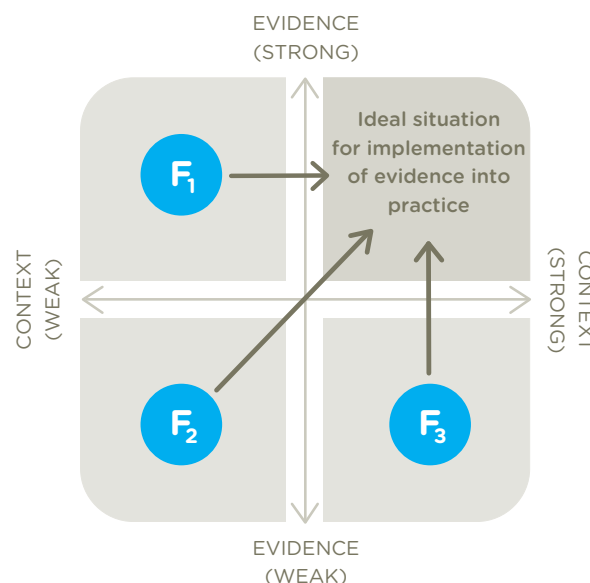 EVIDENCE
(STRONG)
Ideal situation
for implementation
of evidence into
practice
F1
CONTEXT
(WEAK)
CONTEXT
(STRONG)
F2
F3
EVIDENCE
(WEAK)